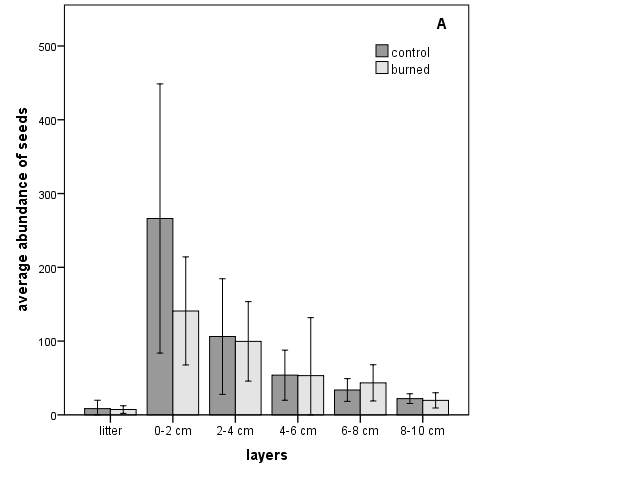 A
control
burned
average abundance of seeds
500
400
300
200
100
0
litter 0-2 cm 2-4 cm 4-6 cm 6-8 cm 8-10 cm
layers